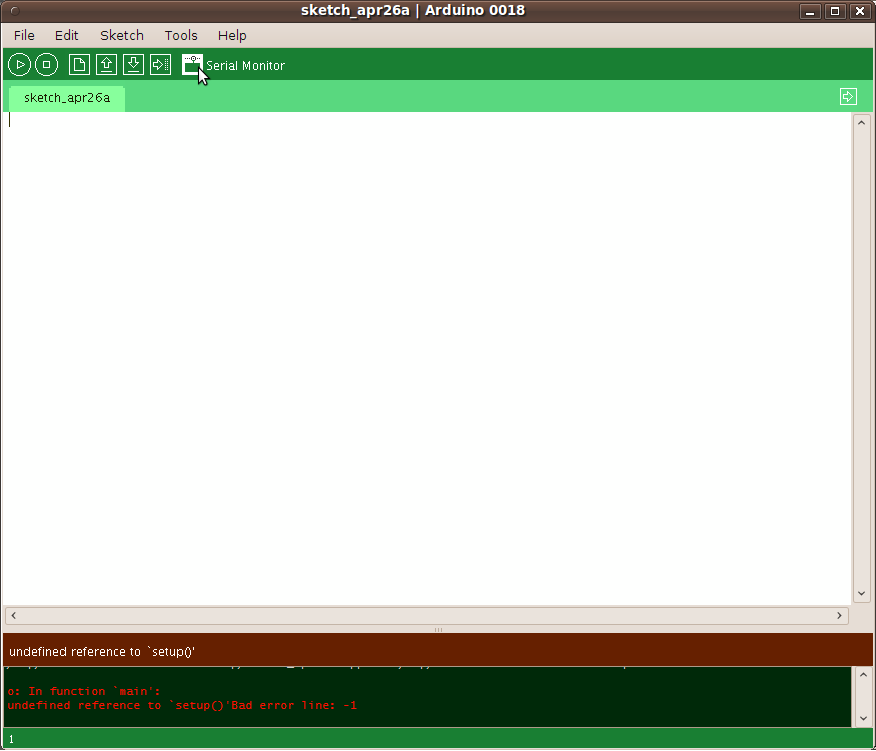 sketch_apr26a | Arduino 0018
File Edit Sketch Tools Help
Serial Monitor
sketch_apr26a
undefined reference to `setup()'
o: In function `main':
undefined reference to `setup()'Bad error line: -1
1